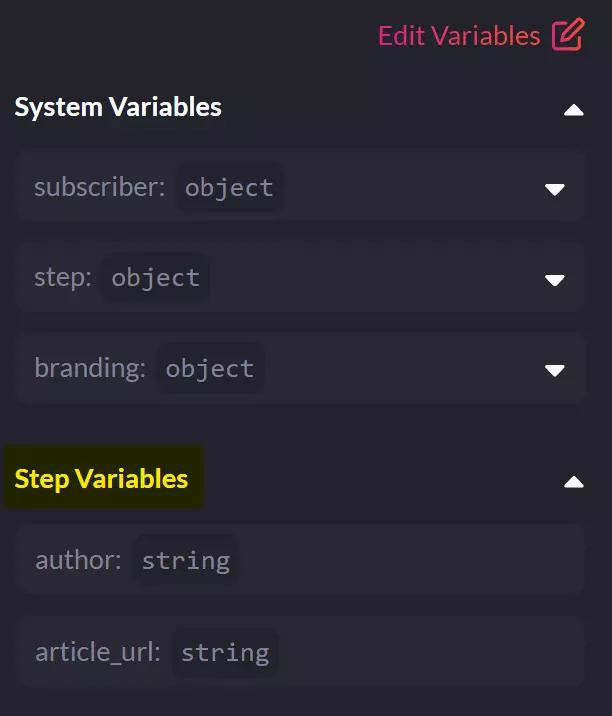 Edit Variables
System Variables
subscriber: object
step: object
branding: object
Step Variables
author: string
article_url: string